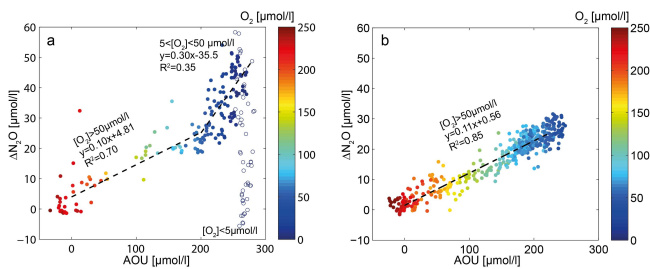 O₂ [µmol/l]
a
60
50
40
30
20
10
0
−10
ΔN₂O [µmol/l]
5<[O₂]<50 µmol/l
y=0.30x-35.5
R²=0.35
[O₂]>50µmol/l
y=0.10x+4.81
R²=0.70
[O₂]<5µmol/l
0
100
200
300
AOU [µmol/l]
250
200
150
100
50
0
O₂ [µmol/l]
b
60
50
40
30
20
10
0
−10
ΔN₂O [µmol/l]
[O₂]>50µmol/l
y=0.11x+0.56
R²=0.85
0
100
200
300
AOU [µmol/l]
250
200
150
100
50
0